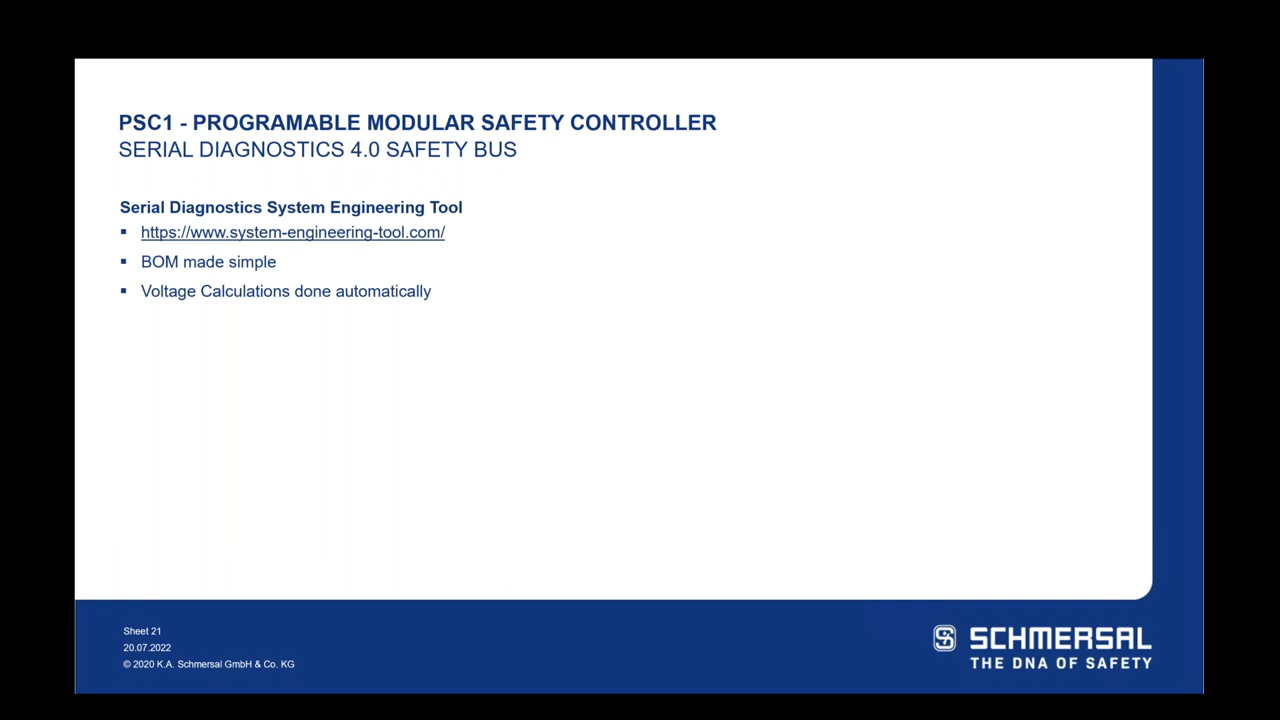 PSC1 - PROGRAMABLE MODULAR SAFETY CONTROLLER
SERIAL DIAGNOSTICS 4.0 SAFETY BUS
Serial Diagnostics System Engineering Tool
▪ https://www.system-engineering-tool.com/
▪ BOM made simple
▪ Voltage Calculations done automatically
Sheet 21
20.07.2022
© 2020 K.A. Schmersal GmbH & Co. KG
SCHMERSAL
THE DNA OF SAFETY